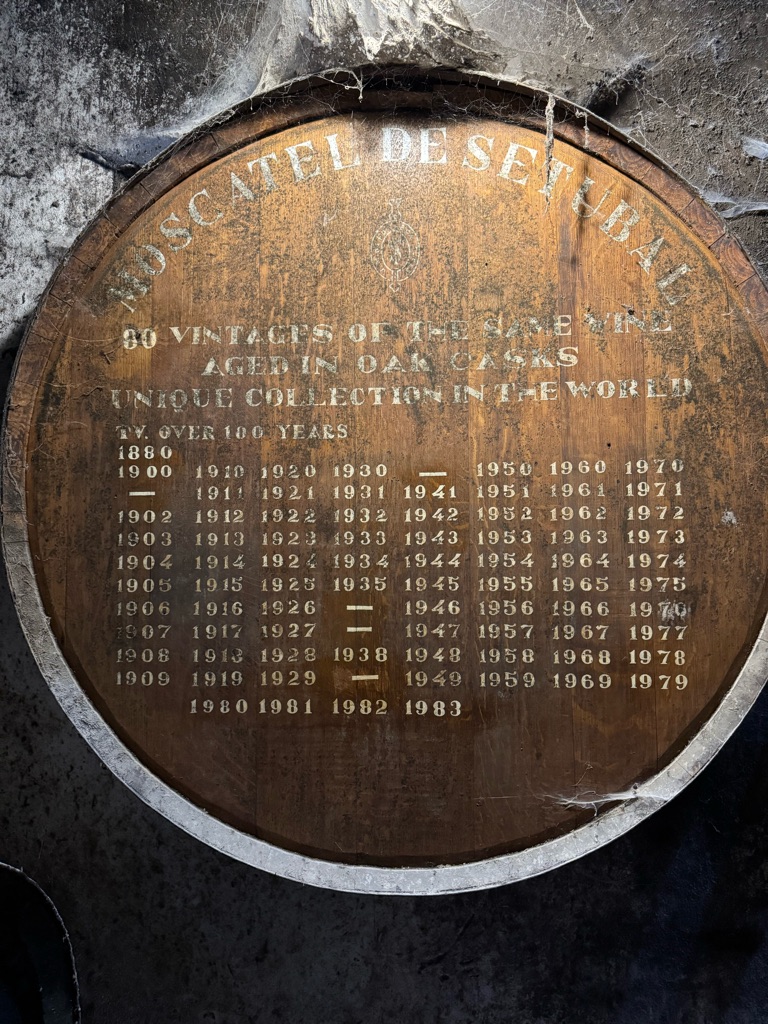 MOSCATEL DE SETUBAL
90 VINTAGES OF THE SAME WINE
AGED IN OAK CASKS
UNIQUE COLLECTION IN THE WORLD
TV. OVER 100 YEARS
1880
1900 1910 1920 1930 — 1950 1960 1970
— 1911 1921 1931 1941 1951 1961 1971
1902 1912 1922 1932 1942 1952 1962 1972
1903 1913 1923 1933 1943 1953 1963 1973
1904 1914 1924 1934 1944 1954 1964 1974
1905 1915 1925 1935 1945 1955 1965 1975
1906 1916 1926 — 1946 1956 1966 1976
1907 1917 1927 — 1947 1957 1967 1977
1908 1918 1928 1938 1948 1958 1968 1978
1909 1919 1929 — 1949 1959 1969 1979
1980 1981 1982 1983